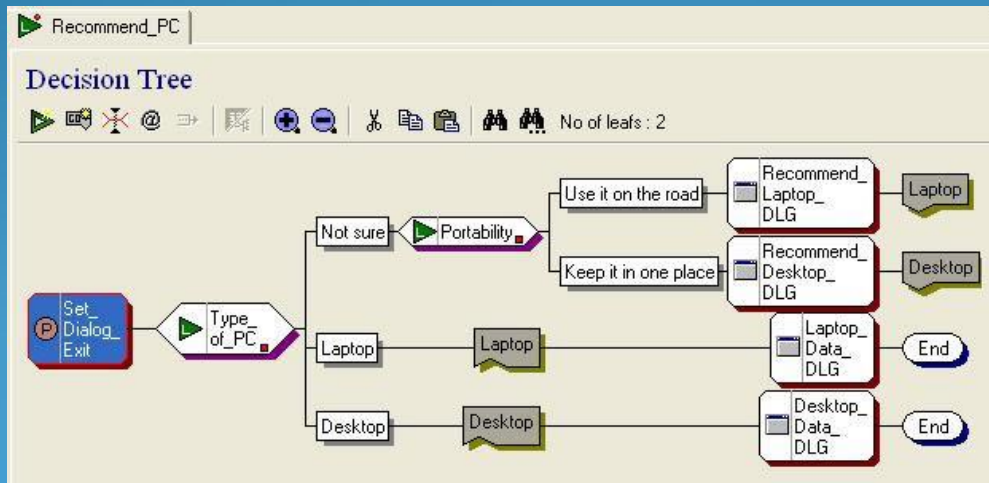 Recommend_PC
Decision Tree
No of leafs : 2
Set_
Dialog_
Exit
Type_
of_PC
Not sure
Portability
Use it on the road
Recommend_
Laptop_
DLG
Laptop
Keep it in one place
Recommend_
Desktop_
DLG
Desktop
Laptop
Laptop
Laptop_
Data_
DLG
End
Desktop
Desktop
Desktop_
Data_
DLG
End